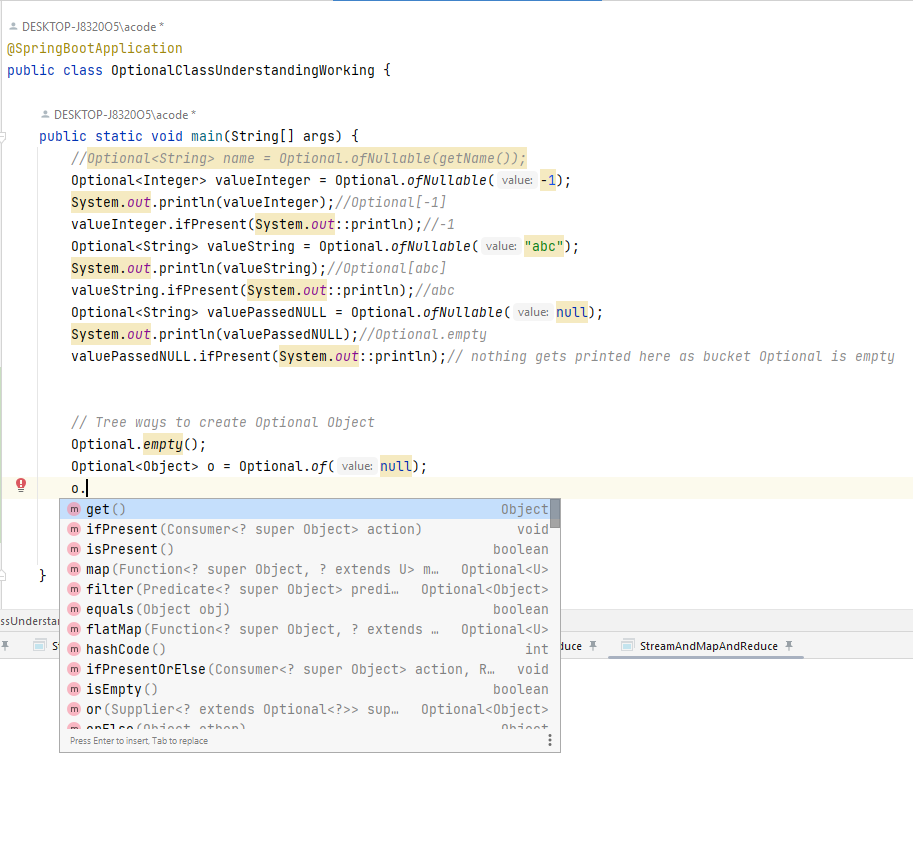 DESKTOP-J8320O5\acode *
@SpringBootApplication
public class OptionalClassUnderstandingWorking {
DESKTOP-J8320O5\acode *
public static void main(String[] args) {
//Optional<String> name = Optional.ofNullable(getName());
Optional<Integer> valueInteger = Optional.ofNullable( value: -1);
System.out.println(valueInteger);//Optional[-1]
valueInteger.ifPresent(System.out::println);//-1
Optional<String> valueString = Optional.ofNullable( value: "abc");
System.out.println(valueString);//Optional[abc]
valueString.ifPresent(System.out::println);//abc
Optional<String> valuePassedNULL = Optional.ofNullable( value: null);
System.out.println(valuePassedNULL);//Optional.empty
valuePassedNULL.ifPresent(System.out::println);// nothing gets printed here as bucket Optional is empty
// Tree ways to create Optional Object
Optional.empty();
Optional<Object> o = Optional.of( value: null);
o.
m get() Object
m ifPresent(Consumer<? super Object> action) void
m isPresent() boolean
m map(Function<? super Object, ? extends U> m… Optional<U>
m filter(Predicate<? super Object> predi… Optional<Object>
m equals(Object obj) boolean
m flatMap(Function<? super Object, ? extends … Optional<U>
m hashCode() int
m ifPresentOrElse(Consumer<? super Object> action, R… void
m isEmpty() boolean
m or(Supplier<? extends Optional<?>> sup… Optional<Object>
m orElse(Object other) Object
Press Enter to insert, Tab to replace
}
ssUndersta
St
duce
StreamAndMapAndReduce